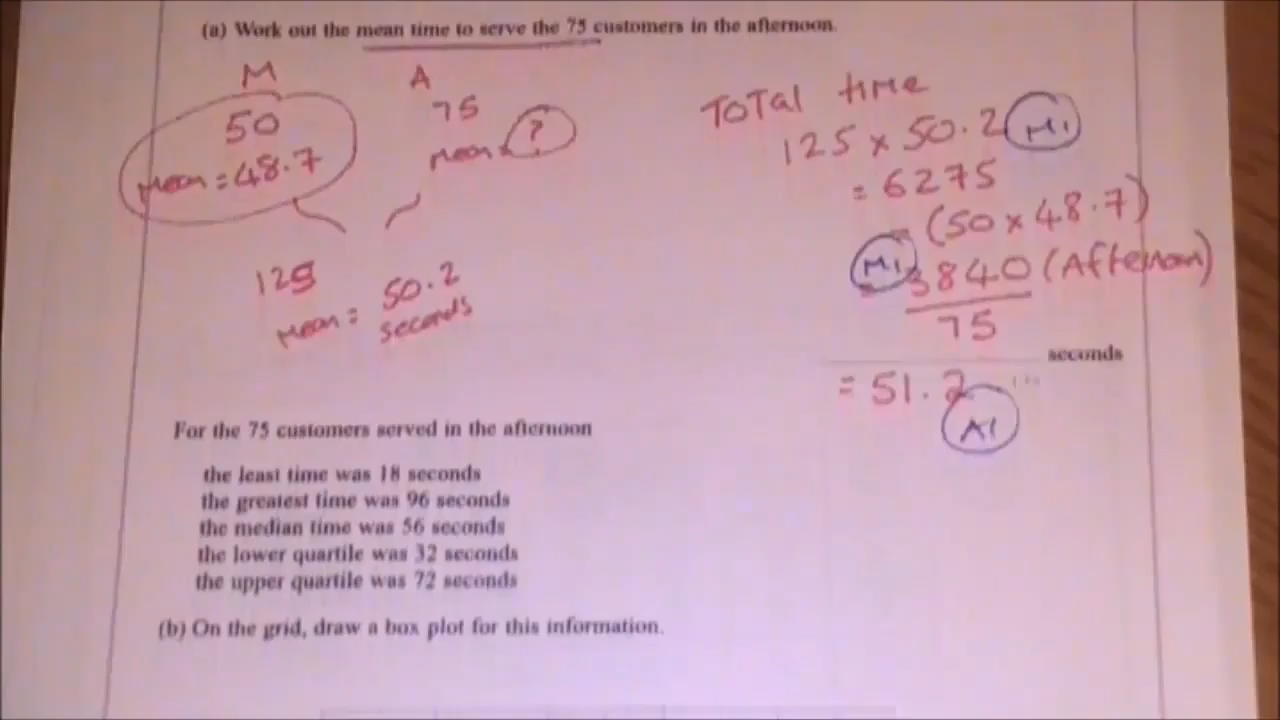 (a) Work out the mean time to serve the 75 customers in the afternoon.
M
50
mean = 48.7
A
75
mean = ?
125
mean = 50.2
seconds
Total time
125 × 50.2 M1
= 6275
- (50 × 48.7)
M1 = 3840 (Afternoon)
75
seconds
= 51.2
A1
For the 75 customers served in the afternoon
the least time was 18 seconds
the greatest time was 96 seconds
the median time was 56 seconds
the lower quartile was 32 seconds
the upper quartile was 72 seconds
(b) On the grid, draw a box plot for this information.